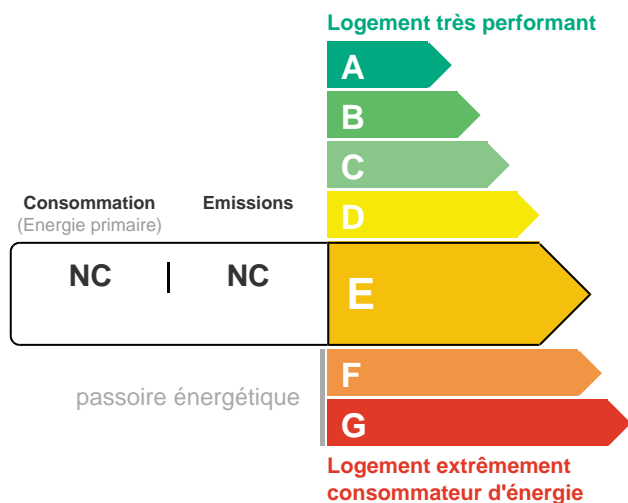 Logement très performant
A
B
C
Consommation Emissions
(Energie primaire)
D
NC | NC
E
F
passoire énergétique
G
Logement extrêmement
consommateur d'énergie